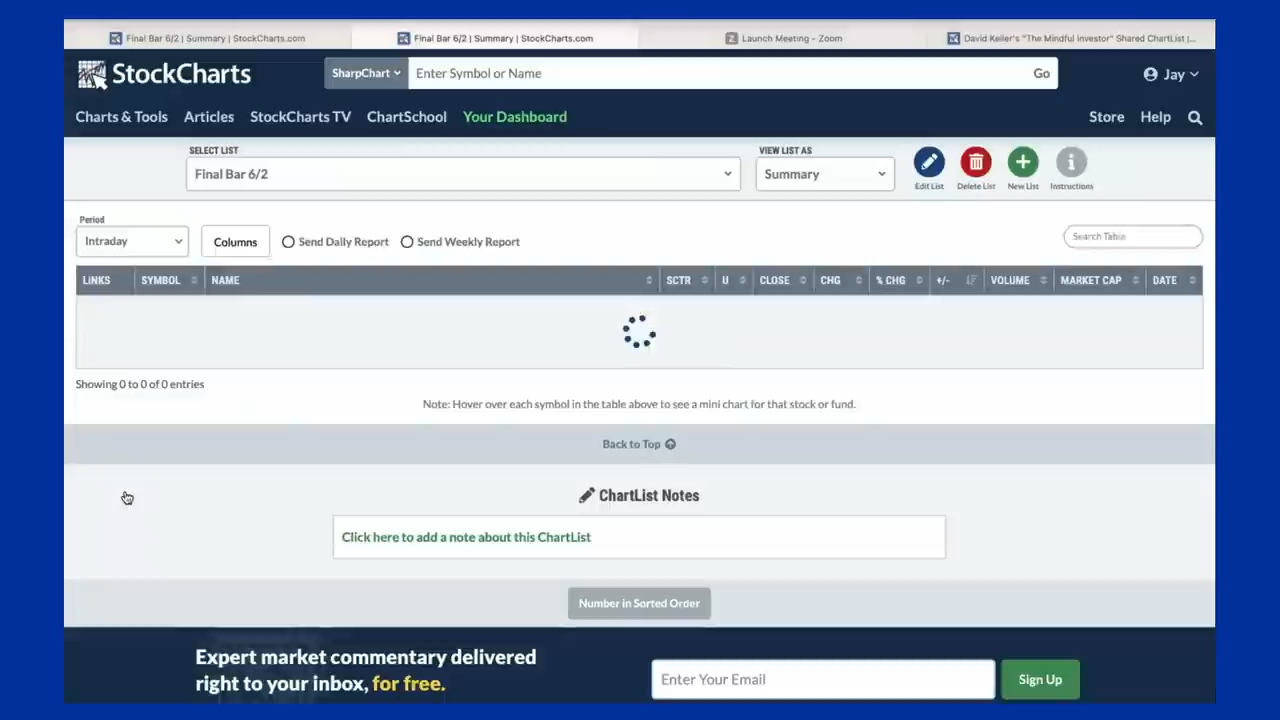 Final Bar 6/2 | Summary | StockCharts.com
Final Bar 6/2 | Summary | StockCharts.com
Launch Meeting - Zoom
David Keller's "The Mindful Investor" Shared ChartList |...
StockCharts
SharpChart
Enter Symbol or Name
Go
Jay
Charts & Tools
Articles
StockCharts TV
ChartSchool
Your Dashboard
Store
Help
SELECT LIST
Final Bar 6/2
VIEW LIST AS
Summary
Edit List
Delete List
New List
Instructions
Period
Intraday
Columns
Send Daily Report
Send Weekly Report
Search Table
LINKS SYMBOL NAME SCTR U CLOSE CHG % CHG +/- VOLUME MARKET CAP DATE
Showing 0 to 0 of 0 entries
Note: Hover over each symbol in the table above to see a mini chart for that stock or fund.
Back to Top
ChartList Notes
Click here to add a note about this ChartList
Number in Sorted Order
Expert market commentary delivered
right to your inbox, for free.
Enter Your Email
Sign Up